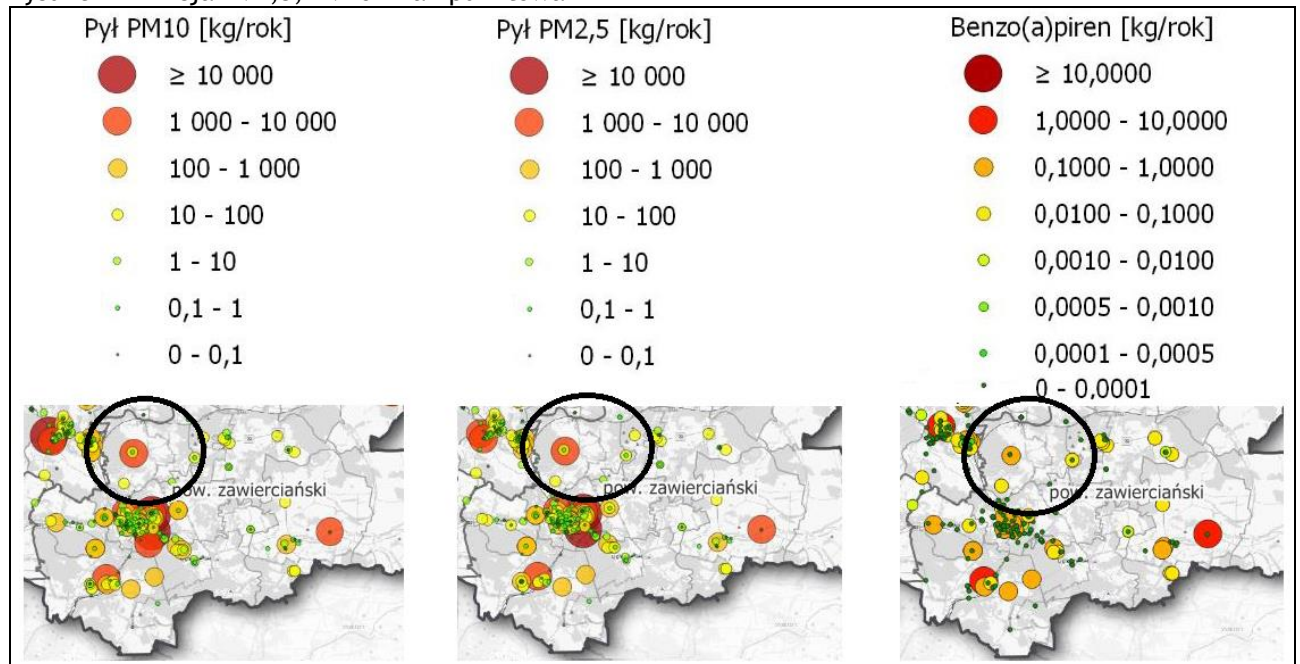 Pył PM10 [kg/rok]
≥ 10 000
1 000 - 10 000
100 - 1 000
10 - 100
1 - 10
0,1 - 1
0 - 0,1
pow. zawierciański
Pył PM2,5 [kg/rok]
≥ 10 000
1 000 - 10 000
100 - 1 000
10 - 100
1 - 10
0,1 - 1
0 - 0,1
pow. zawierciański
Benzo(a)piren [kg/rok]
≥ 10,0000
1,0000 - 10,0000
0,1000 - 1,0000
0,0100 - 0,1000
0,0010 - 0,0100
0,0005 - 0,0010
0,0001 - 0,0005
0 - 0,0001
pow. zawierciański